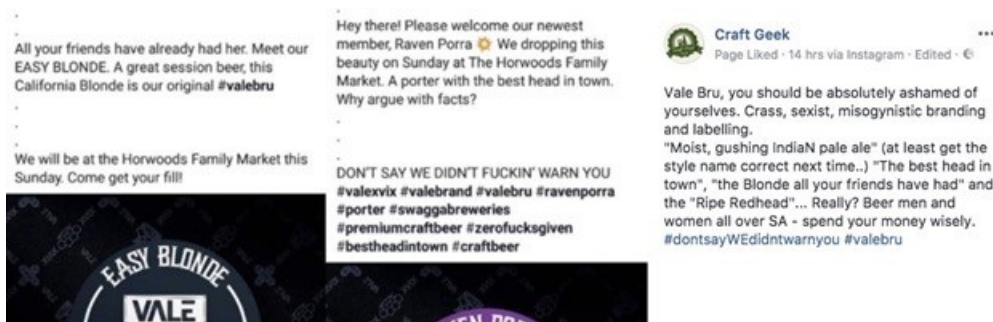 .
.
All your friends have already had her. Meet our
EASY BLONDE. A great session beer, this
California Blonde is our original #valebru
.
.
.
We will be at the Horwoods Family Market this
Sunday. Come get your fill!
EASY BLONDE
VALE
.
Hey there! Please welcome our newest
member, Raven Porra We dropping this
beauty on Sunday at The Horwoods Family
Market. A porter with the best head in town.
Why argue with facts?
.
.
.
DON'T SAY WE DIDN'T FUCKIN' WARN YOU
#valexvix #valebrand #valebru #ravenporra
#porter #swaggabreweries
#premiumcraftbeer #zerofucksgiven
#bestheadintown #craftbeer
Craft Geek
Page Liked · 14 hrs via Instagram · Edited ·
Vale Bru, you should be absolutely ashamed of
yourselves. Crass, sexist, misogynistic branding
and labelling.
"Moist, gushing IndiaN pale ale" (at least get the
style name correct next time..) "The best head in
town", "the Blonde all your friends have had" and
the "Ripe Redhead"... Really? Beer men and
women all over SA - spend your money wisely.
#dontsayWEdidntwarnyou #valebru